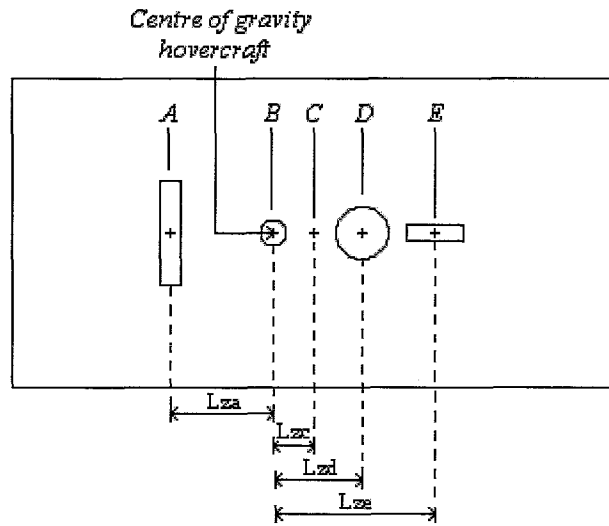 Centre of gravity
hovercraft
A B C D E
Lza
Lzc
Lzd
Lze